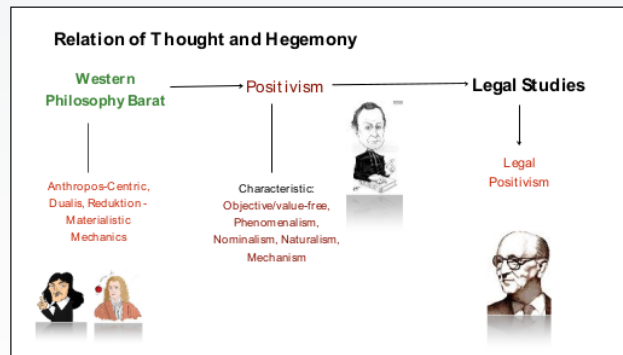 Relation of Thought and Hegemony
Western
Philosophy Barat
Positivism
Legal Studies
Anthropos-Centric,
Dualis, Reduktion -
Materialistic
Mechanics
Characteristic:
Objective/value-free,
Phenomenalism,
Nominalism, Naturalism,
Mechanism
Legal
Positivism